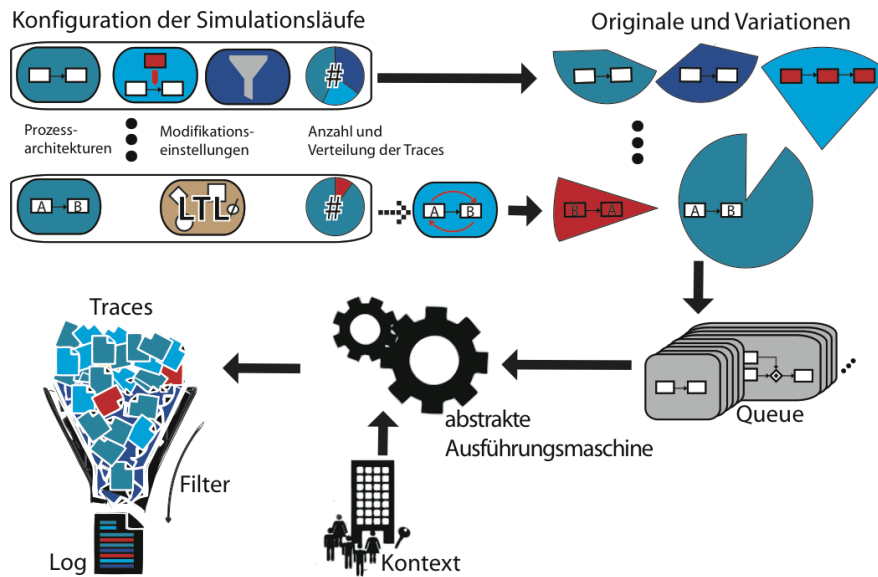 Konfiguration der Simulationsläufe
Originale und Variationen
#
Prozess-
architekturen
Modifikations-
einstellungen
Anzahl und
Verteilung der Traces
A
B
LTL
#
A
B
B
A
A
B
Traces
Queue
abstrakte
Ausführungsmaschine
Filter
Log
Kontext